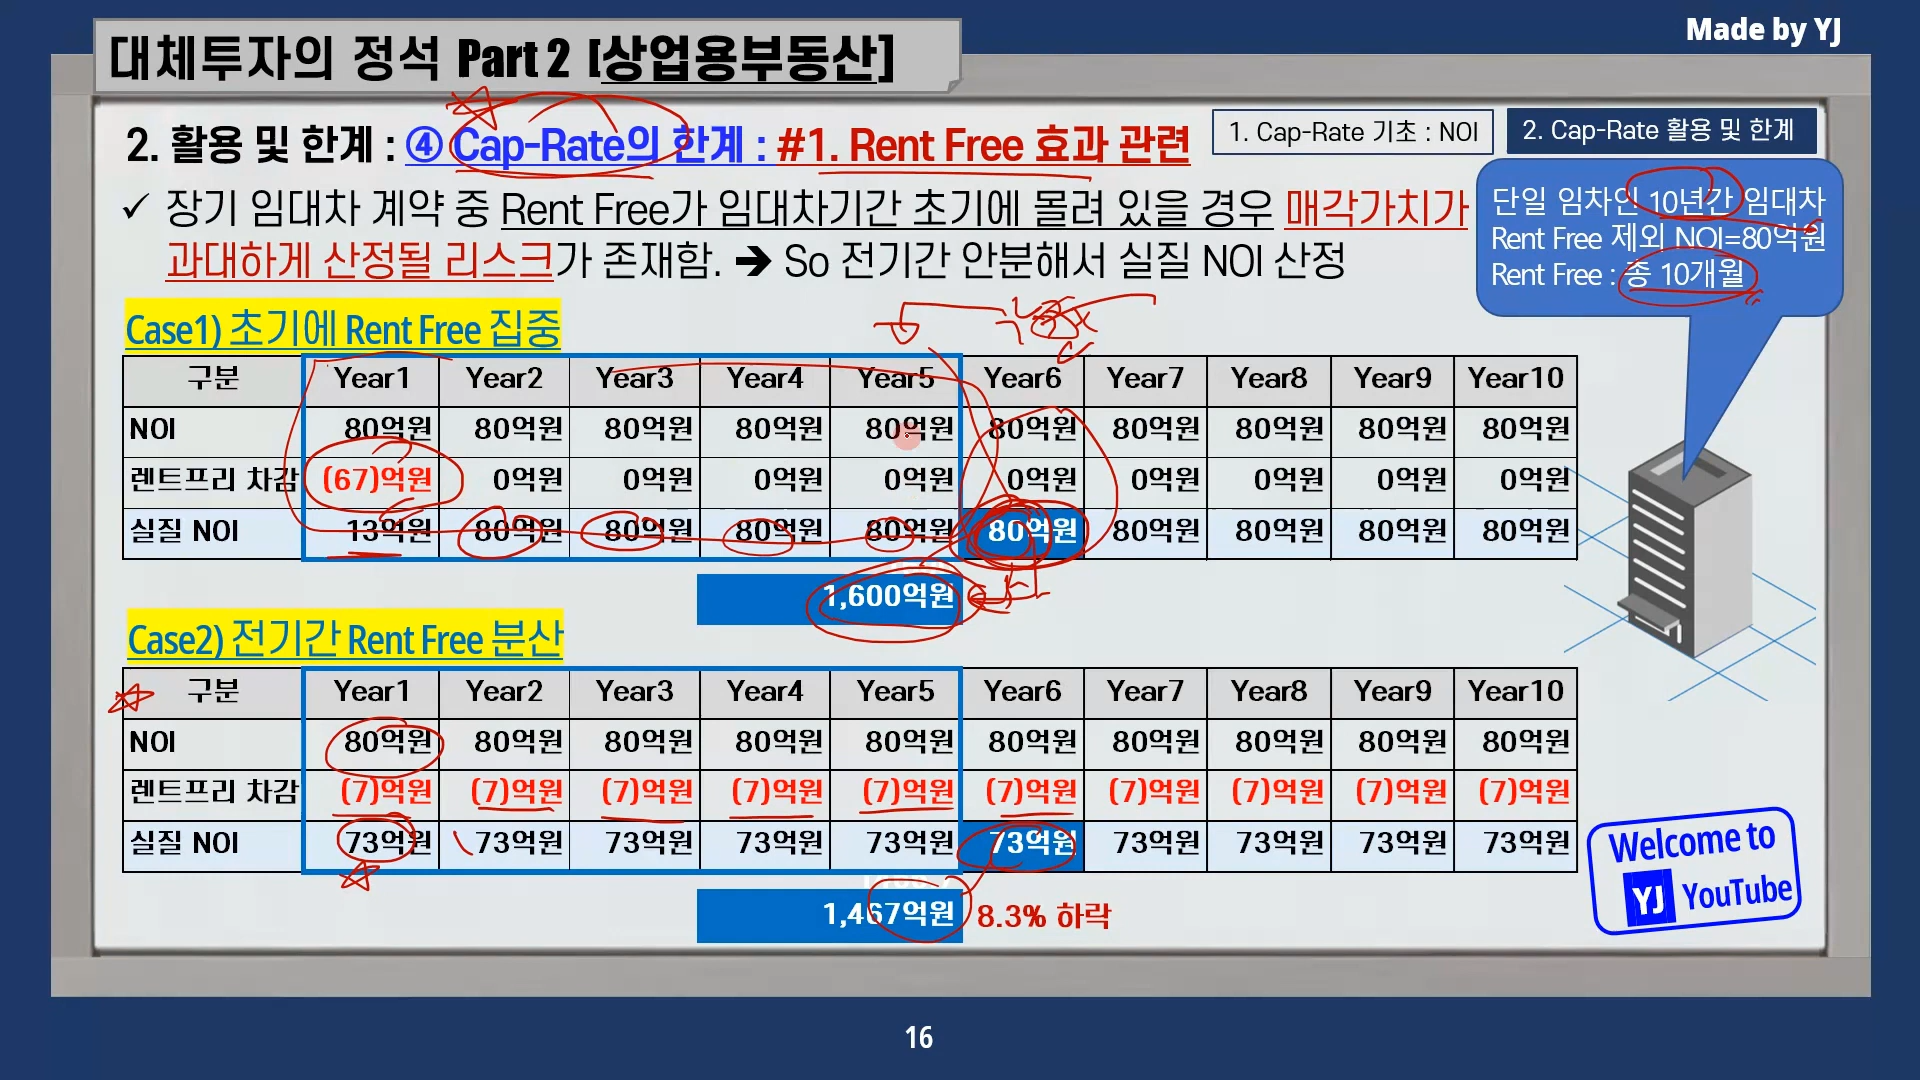 Made by YJ
대체투자의 정석 Part 2 [상업용부동산]
2. 활용 및 한계 : ④ Cap-Rate의 한계 : #1. Rent Free 효과 관련
1. Cap-Rate 기초 : NOI
2. Cap-Rate 활용 및 한계
✓ 장기 임대차 계약 중 Rent Free가 임대차기간 초기에 몰려 있을 경우 매각가치가
과대하게 산정될 리스크가 존재함. ➔ So 전기간 안분해서 실질 NOI 산정
단일 임차인 10년간 임대차
Rent Free 제외 NOI=80억원
Rent Free : 총 10개월
Case1) 초기에 Rent Free 집중
구분 Year1 Year2 Year3 Year4 Year5 Year6 Year7 Year8 Year9 Year10
NOI 80억원 80억원 80억원 80억원 80억원 80억원 80억원 80억원 80억원 80억원
렌트프리 차감 (67)억원 0억원 0억원 0억원 0억원 0억원 0억원 0억원 0억원 0억원
실질 NOI 13억원 80억원 80억원 80억원 80억원 80억원 80억원 80억원 80억원 80억원
1,600억원
Case2) 전기간 Rent Free 분산
구분 Year1 Year2 Year3 Year4 Year5 Year6 Year7 Year8 Year9 Year10
NOI 80억원 80억원 80억원 80억원 80억원 80억원 80억원 80억원 80억원 80억원
렌트프리 차감 (7)억원 (7)억원 (7)억원 (7)억원 (7)억원 (7)억원 (7)억원 (7)억원 (7)억원 (7)억원
실질 NOI 73억원 73억원 73억원 73억원 73억원 73억원 73억원 73억원 73억원 73억원
1,467억원 8.3% 하락
Welcome to
YJ YouTube
16